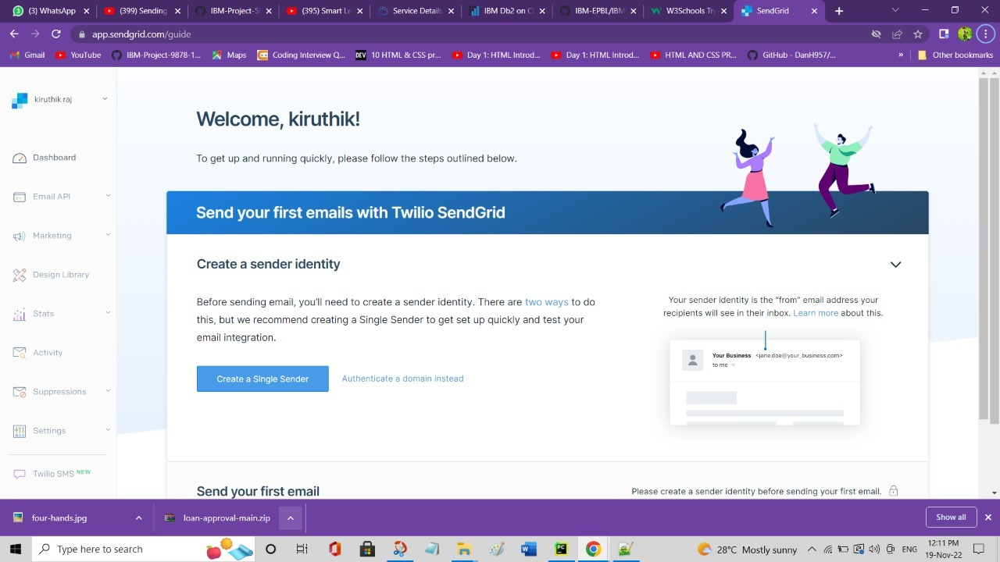 (3) WhatsApp
(399) Sending
IBM-Project-5
(395) Smart Le
Service Details
IBM Db2 on Cl
IBM-EPBL/IBM
W3Schools Try
SendGrid
app.sendgrid.com/guide
Gmail
YouTube
IBM-Project-9878-1...
Maps
Coding Interview Q...
DEV
10 HTML & CSS pr...
Day 1: HTML Introd...
Day 1: HTML Introd...
HTML AND CSS PR...
GitHub - DanH957/...
»
Other bookmarks
kiruthik raj
Dashboard
Email API
Marketing
Design Library
Stats
Activity
Suppressions
Settings
Twilio SMS NEW
Welcome, kiruthik!
To get up and running quickly, please follow the steps outlined below.
Send your first emails with Twilio SendGrid
Create a sender identity
Before sending email, you'll need to create a sender identity. There are two ways to do
this, but we recommend creating a Single Sender to get set up quickly and test your
email integration.
Create a Single Sender
Authenticate a domain instead
Your sender identity is the “from” email address your
recipients will see in their inbox. Learn more about this.
Your Business <jane.doe@your_business.com>
to me
Send your first email
Please create a sender identity before sending your first email.
four-hands.jpg
loan-approval-main.zip
Show all
Type here to search
28°C Mostly sunny
12:11 PM
19-Nov-22